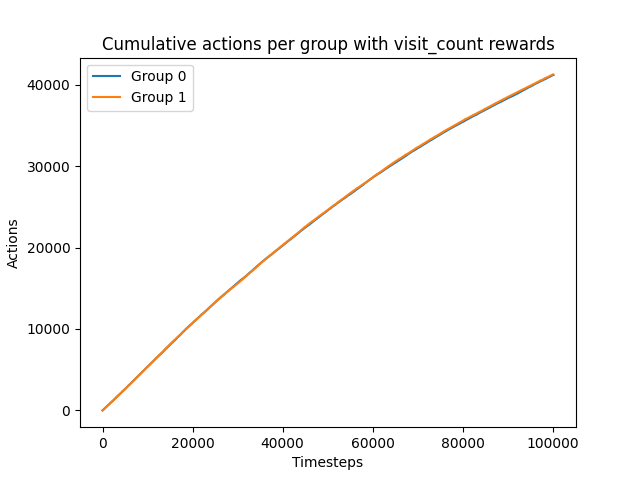 Cumulative actions per group with visit_count rewards
Group 0
Group 1
40000
30000
20000
10000
0
Actions
0 20000 40000 60000 80000 100000
Timesteps